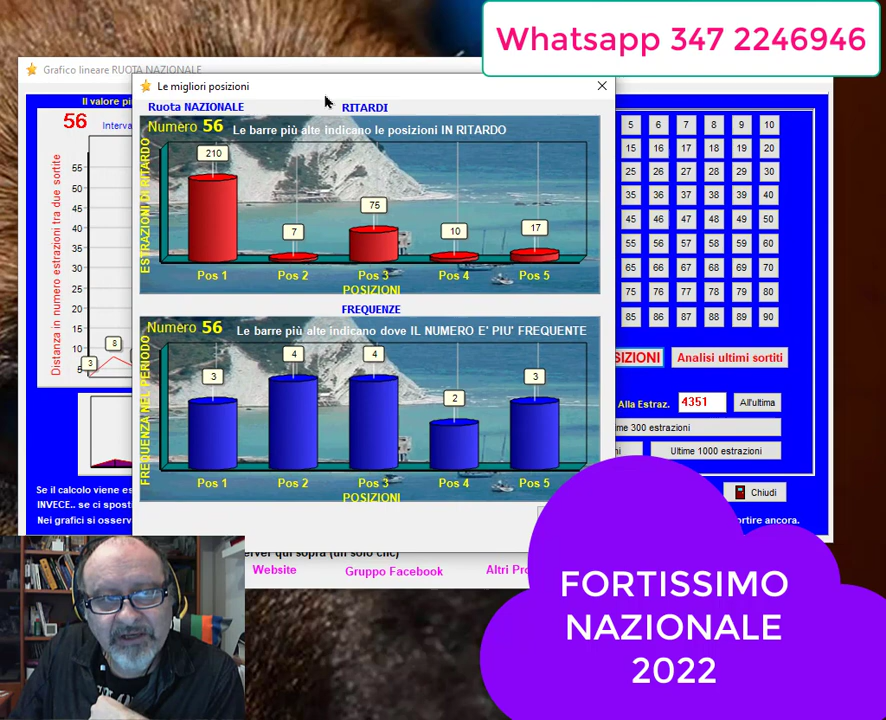 Whatsapp 347 2246946
Grafico lineare RUOTA NAZIONALE
Le migliori posizioni
Il valore più
56
Interva
Distanza in numero estrazioni tra due sortite
55
50
45
40
35
30
25
20
15
10
5
3
8
Ruota NAZIONALE
RITARDI
Numero 56
Le barre più alte indicano le posizioni IN RITARDO
ESTRAZIONI DI RITARDO
210
7
75
10
17
Pos 1 Pos 2 Pos 3 Pos 4 Pos 5
POSIZIONI
FREQUENZE
Numero 56
Le barre più alte indicano dove IL NUMERO E' PIU' FREQUENTE
FREQUENZA NEL PERIODO
3
4
4
2
3
Pos 1 Pos 2 Pos 3 Pos 4 Pos 5
POSIZIONI
5 6 7 8 9 10
15 16 17 18 19 20
25 26 27 28 29 30
35 36 37 38 39 40
45 46 47 48 49 50
55 56 57 58 59 60
65 66 67 68 69 70
75 76 77 78 79 80
85 86 87 88 89 90
SIZIONI
Analisi ultimi sortiti
Alla Estraz.
4351
All'ultima
me 300 estrazioni
ni
Ultime 1000 estrazioni
Chiudi
Se il calcolo viene es
INVECE.. se ci spost
Nei grafici si osserv
ortire ancora.
erver qui sopra (un solo clic)
Website
Gruppo Facebook
Altri Pro
FORTISSIMO
NAZIONALE
2022